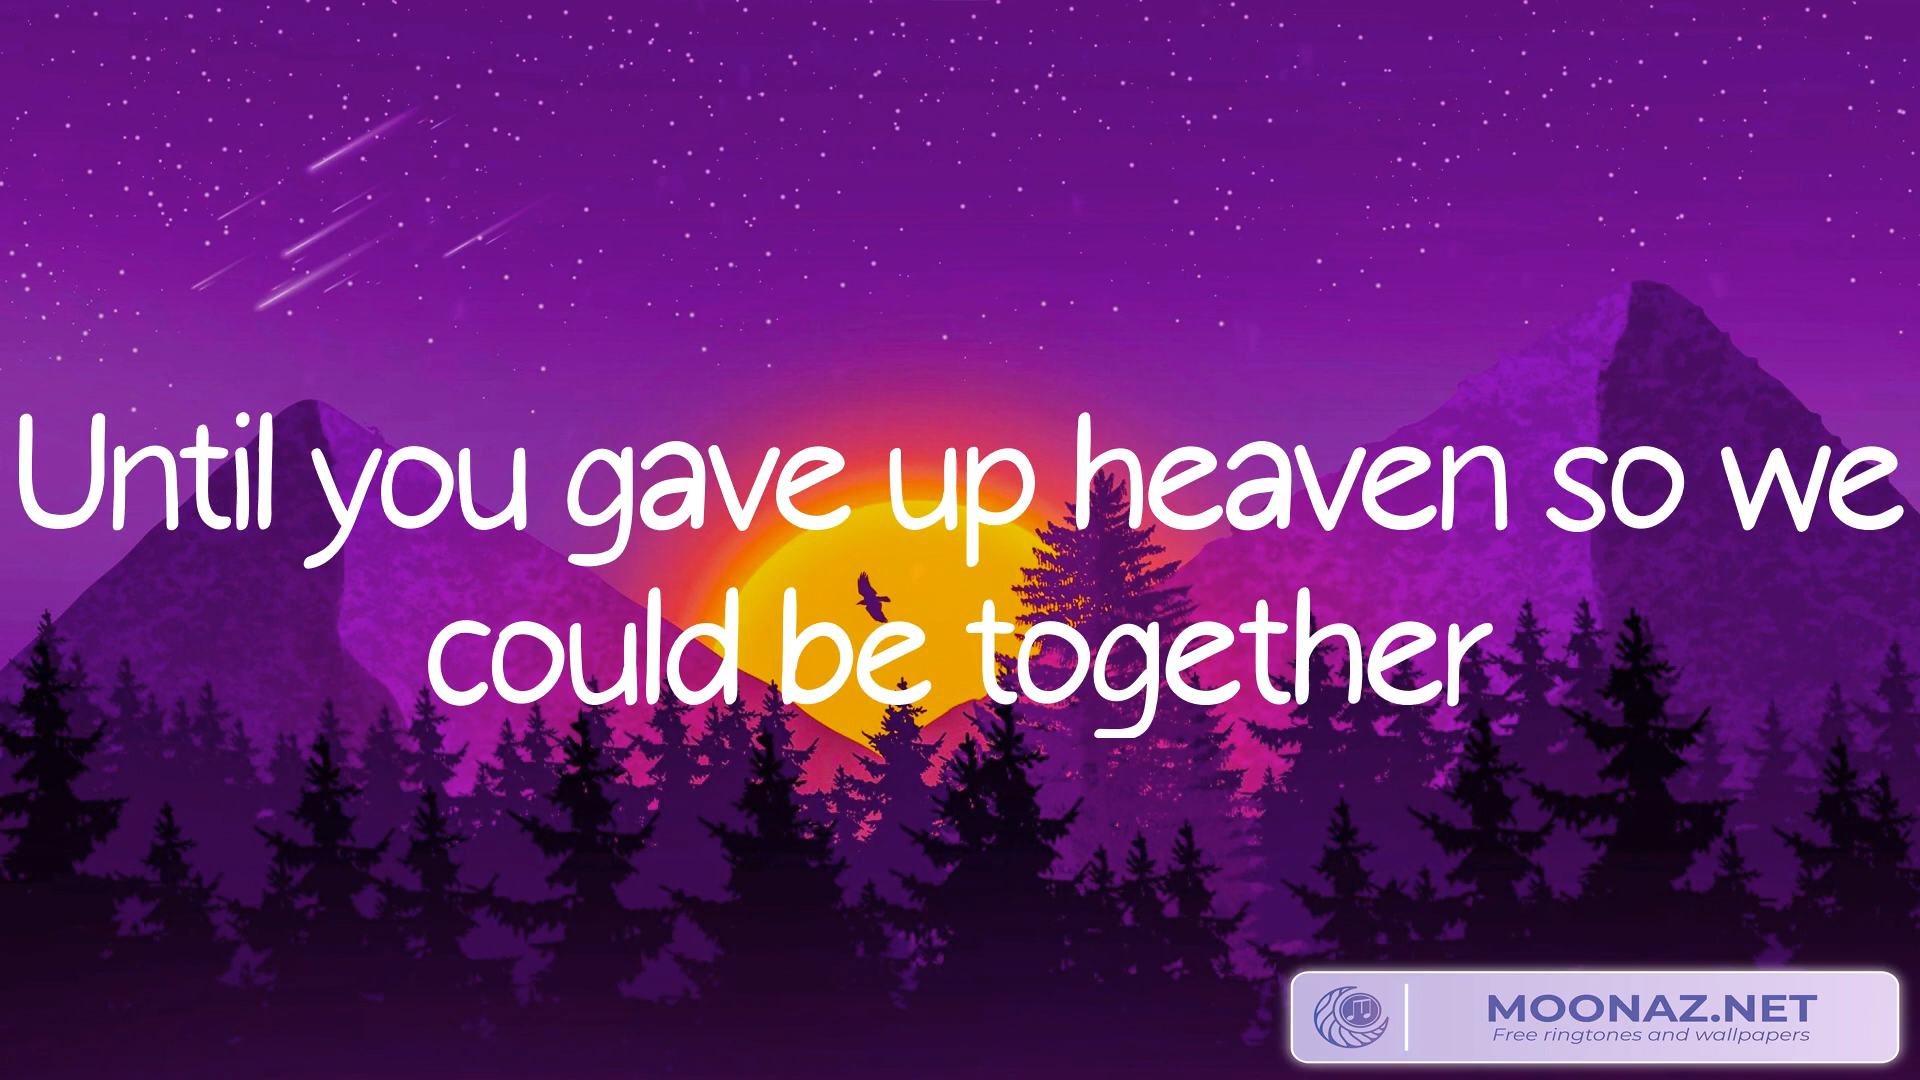 Until you gave up heaven so we
could be together
MOONAZ.NET
Free ringtones and wallpapers